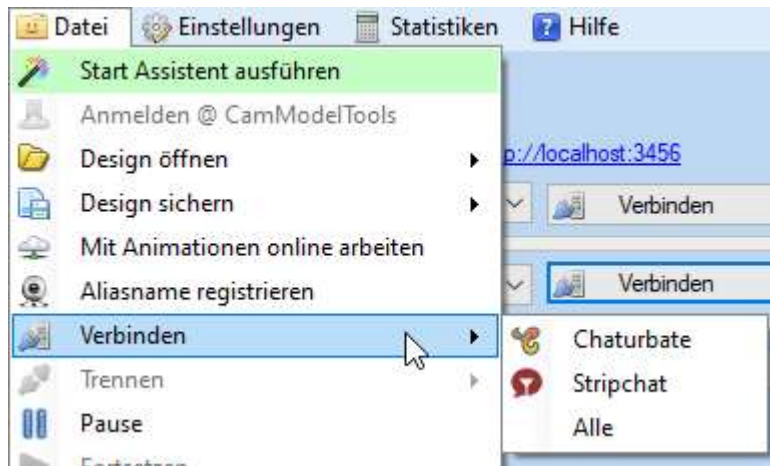 Datei Einstellungen Statistiken Hilfe
Start Assistent ausführen
Anmelden @ CamModelTools
Design öffnen
p://localhost:3456
Design sichern
Verbinden
Mit Animationen online arbeiten
Aliasname registrieren
Verbinden
Verbinden
Chaturbate
Trennen
Stripchat
Pause
Alle
Fortsetzen